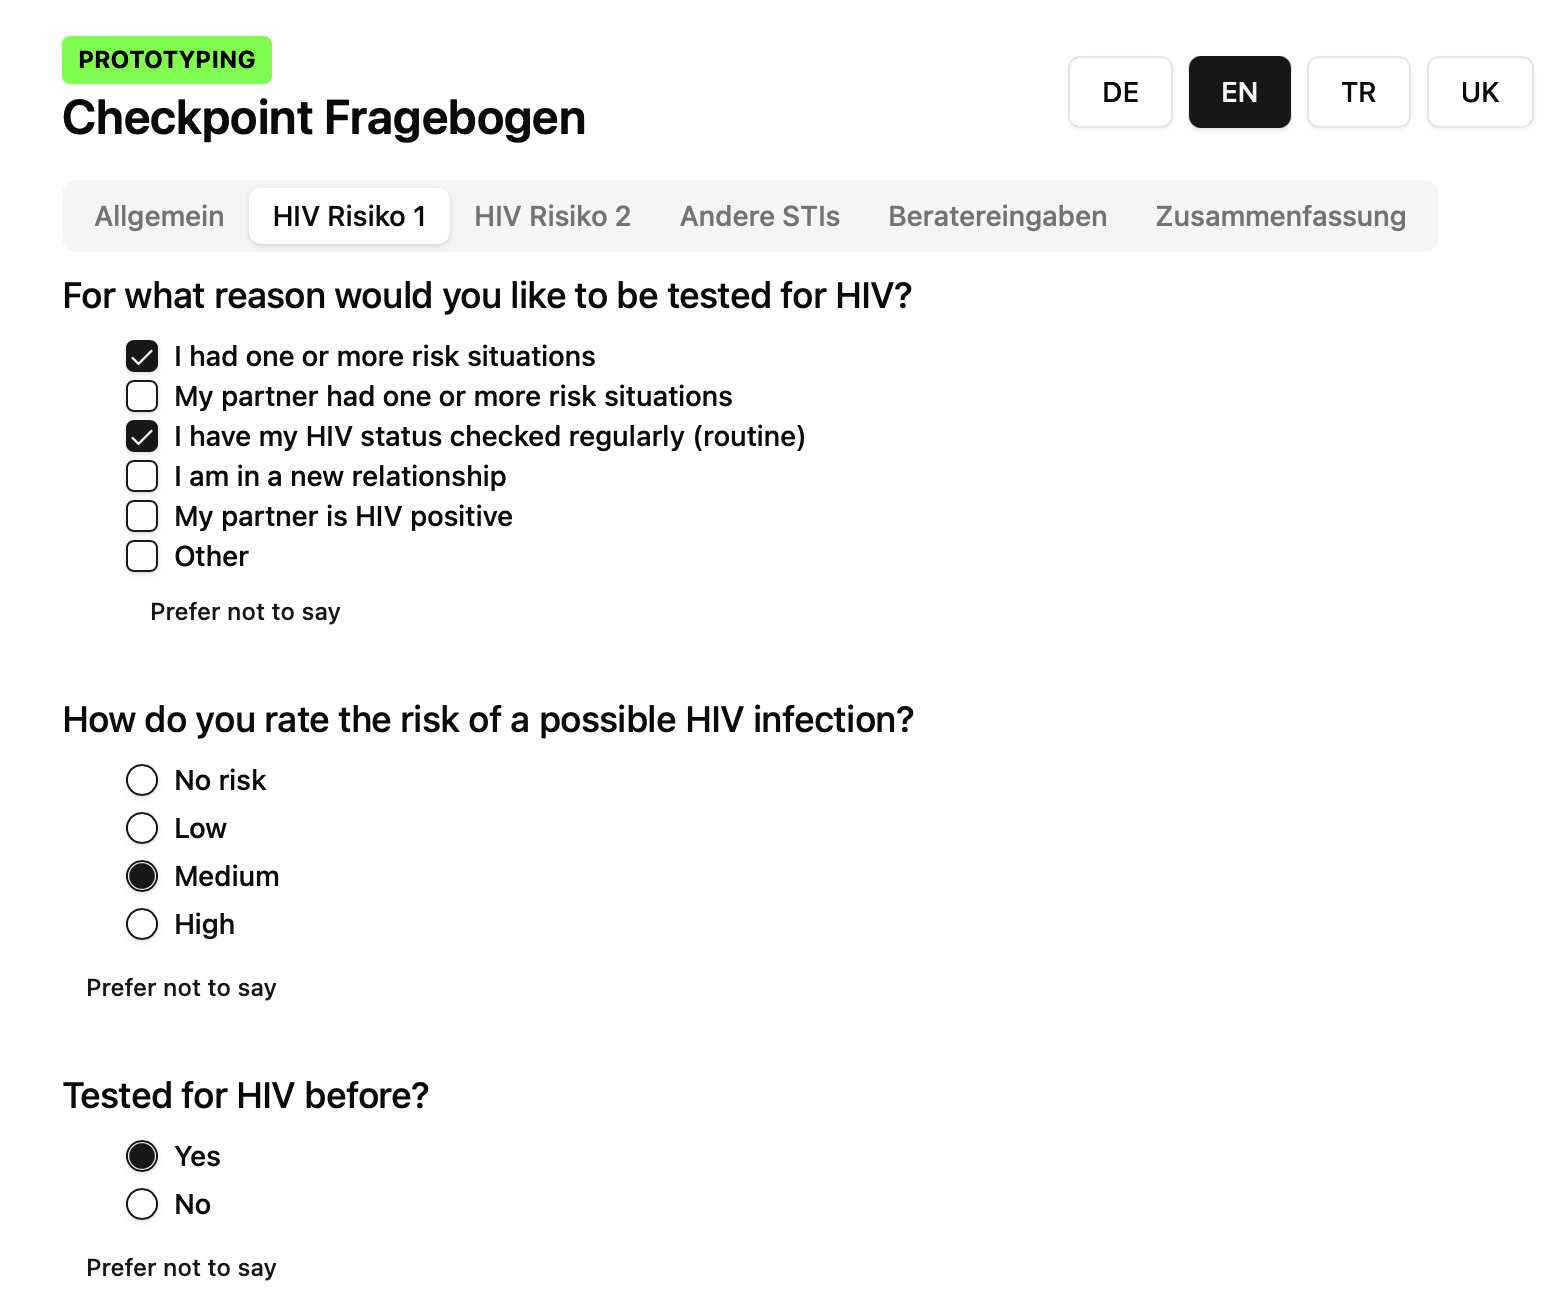 PROTOTYPING
Checkpoint Fragebogen
DE EN TR UK
Allgemein HIV Risiko 1 HIV Risiko 2 Andere STIs Beratereingaben Zusammenfassung
For what reason would you like to be tested for HIV?
I had one or more risk situations
My partner had one or more risk situations
I have my HIV status checked regularly (routine)
I am in a new relationship
My partner is HIV positive
Other
Prefer not to say
How do you rate the risk of a possible HIV infection?
No risk
Low
Medium
High
Prefer not to say
Tested for HIV before?
Yes
No
Prefer not to say